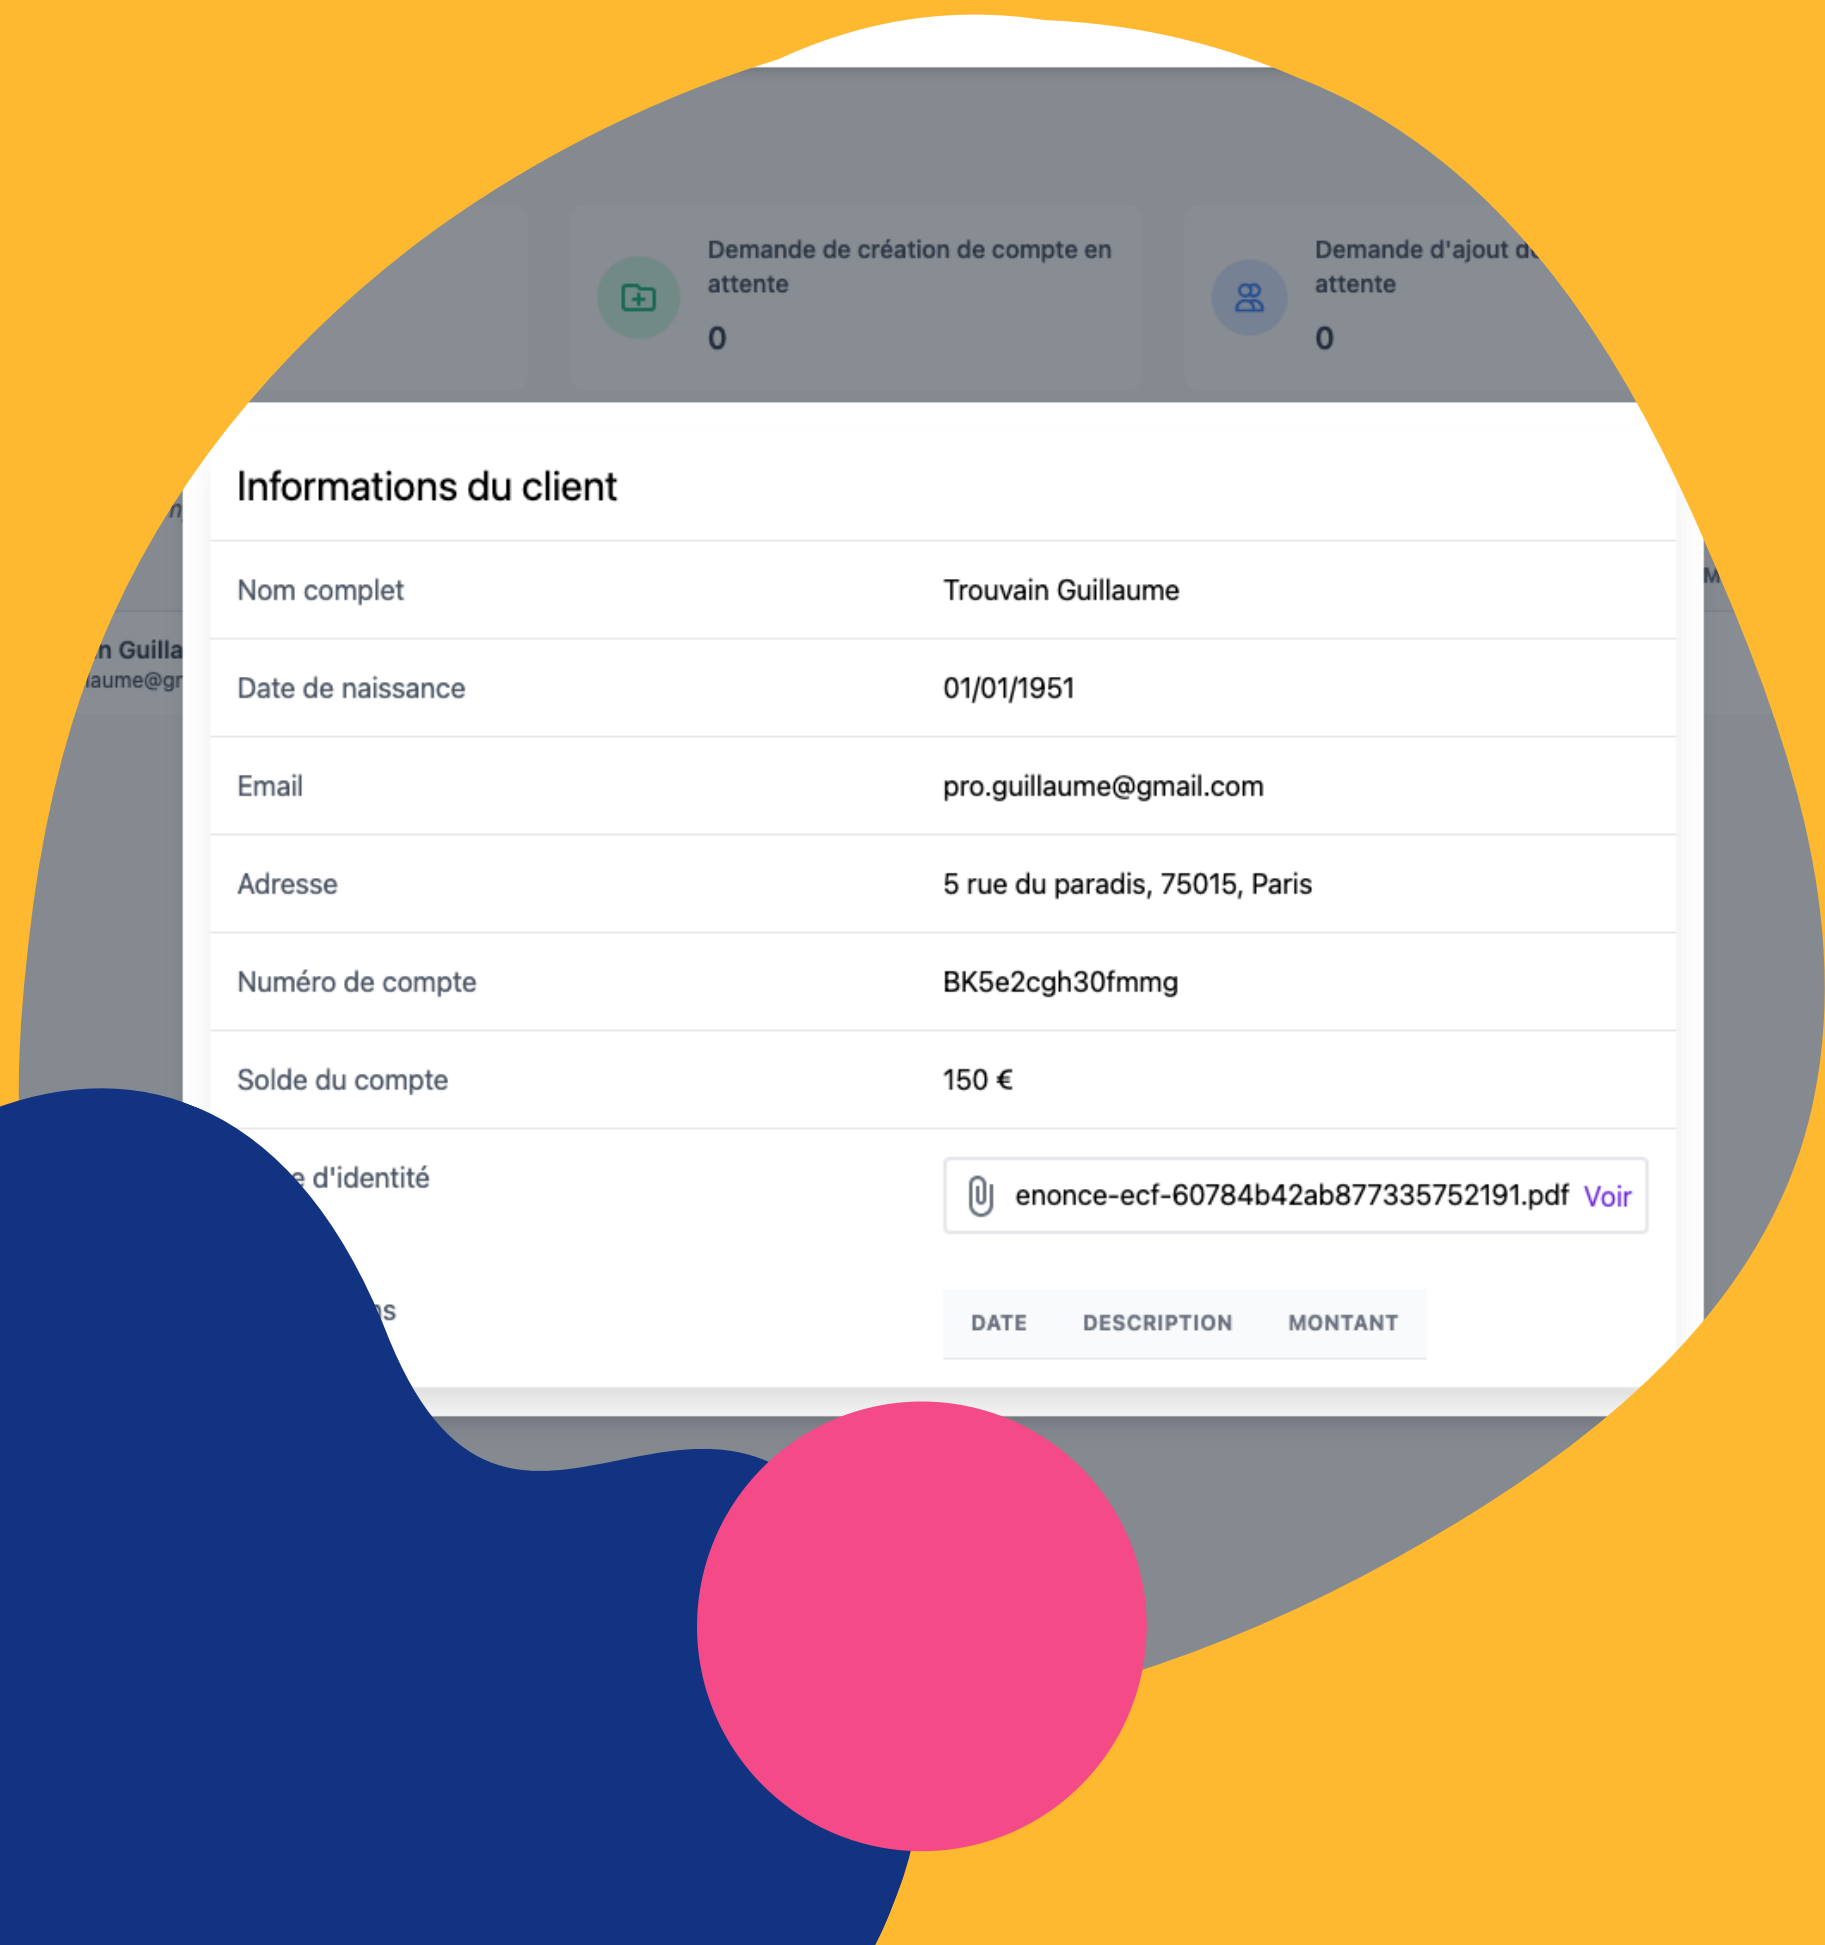 Demande de création de compte en
attente
0
Demande d'ajout
attente
0
Informations du client
Nom complet Trouvain Guillaume
Date de naissance 01/01/1951
Email pro.guillaume@gmail.com
Adresse 5 rue du paradis, 75015, Paris
Numéro de compte BK5e2cgh30fmmg
Solde du compte 150 €
d'identité enonce-ecf-60784b42ab877335752191.pdf Voir
DATE DESCRIPTION MONTANT